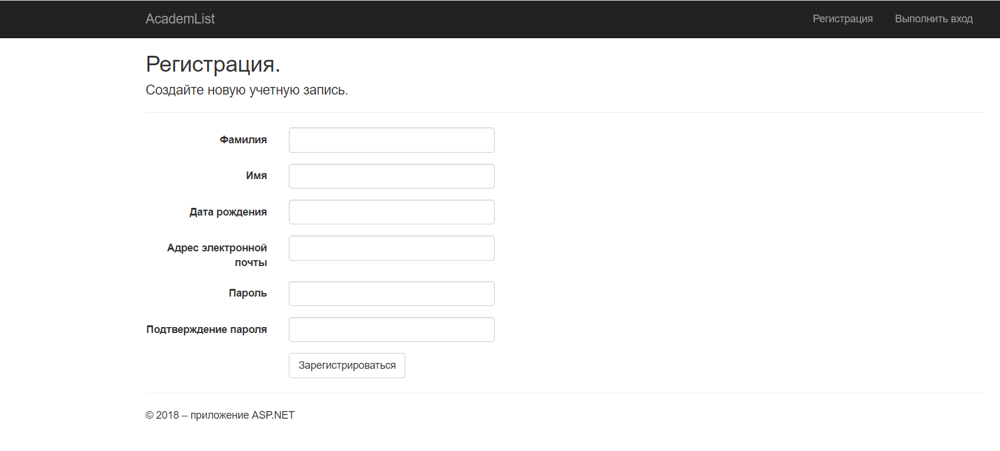 AcademList
Регистрация
Выполнить вход
Регистрация.
Создайте новую учетную запись.
Фамилия
Имя
Дата рождения
Адрес электронной
почты
Пароль
Подтверждение пароля
Зарегистрироваться
© 2018 – приложение ASP.NET